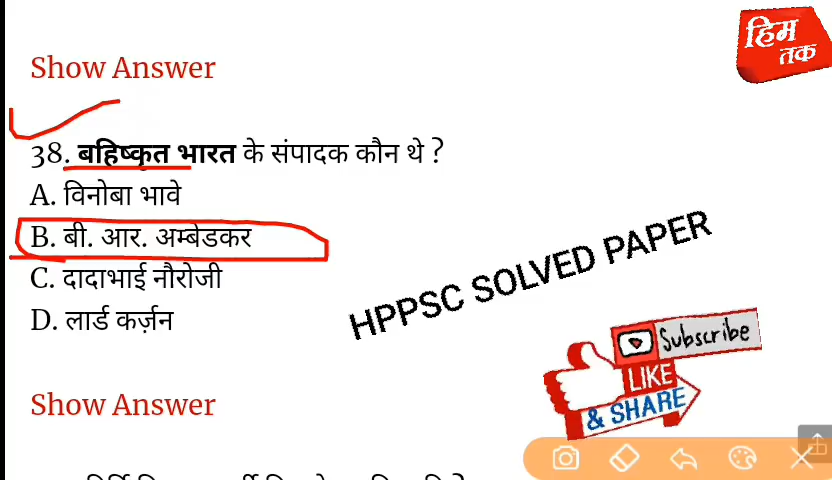 हिम
तक
Show Answer
38. बहिष्कृत भारत के संपादक कौन थे ?
A. विनोबा भावे
B. बी. आर. अम्बेडकर
C. दादाभाई नौरोजी
D. लार्ड कर्ज़न
HPPSC SOLVED PAPER
Subscribe
LIKE
& SHARE
Show Answer